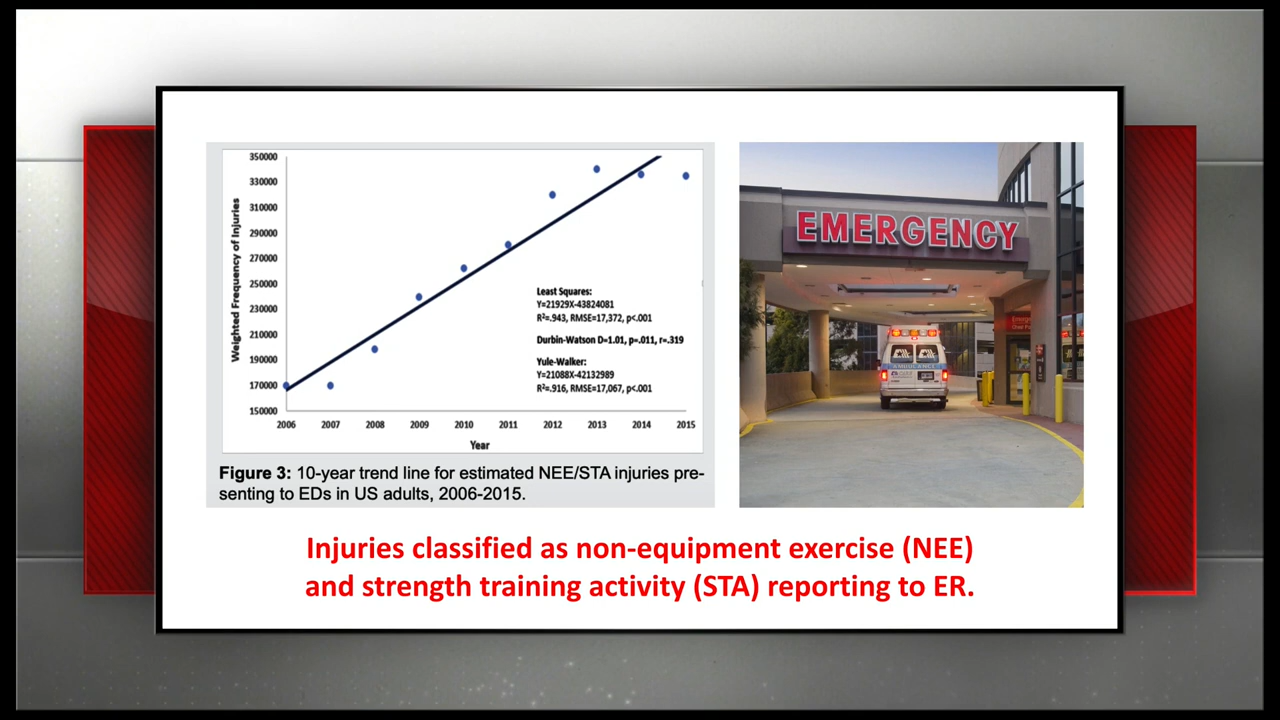 350000
330000
310000
290000
270000
250000
230000
210000
190000
170000
150000
Weighted Frequency of Injuries
Least Squares:
Y=21929X-43824081
R²=.943, RMSE=17,372, p<.001
Durbin-Watson D=1.01, p=.011, r=.319
Yule-Walker:
Y=21088X-42132989
R²=.916, RMSE=17,067, p<.001
2006 2007 2008 2009 2010 2011 2012 2013 2014 2015
Year
Figure 3: 10-year trend line for estimated NEE/STA injuries pre-
senting to EDs in US adults, 2006-2015.
EMERGENCY
AMBULANCE
Injuries classified as non-equipment exercise (NEE)
and strength training activity (STA) reporting to ER.